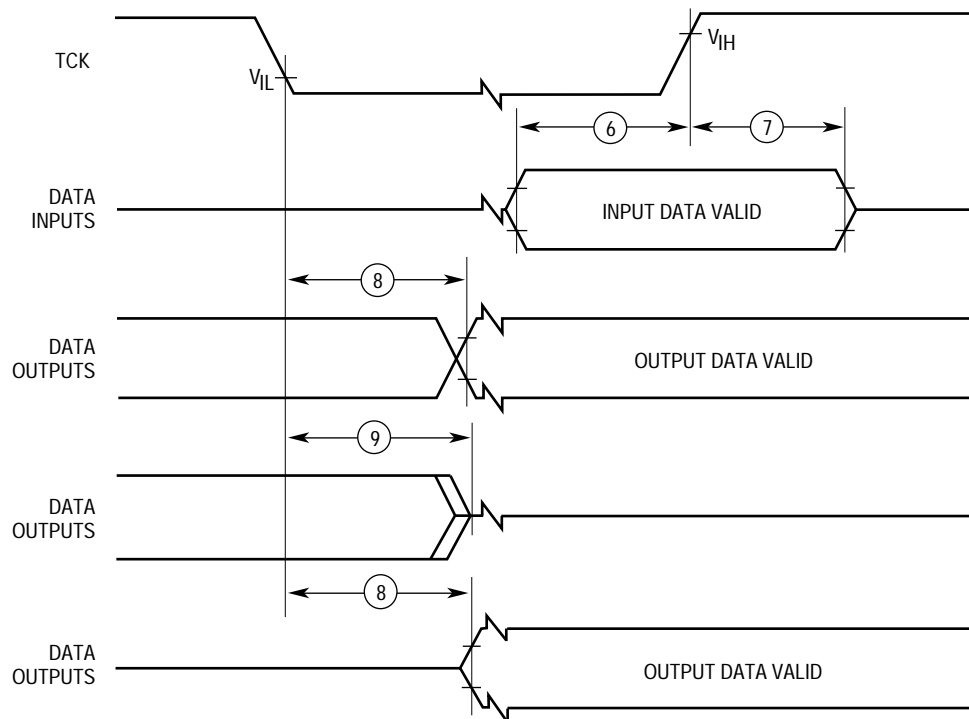 TCK
VIL
VIH
6
7
DATA
INPUTS
INPUT DATA VALID
8
DATA
OUTPUTS
OUTPUT DATA VALID
9
DATA
OUTPUTS
8
DATA
OUTPUTS
OUTPUT DATA VALID